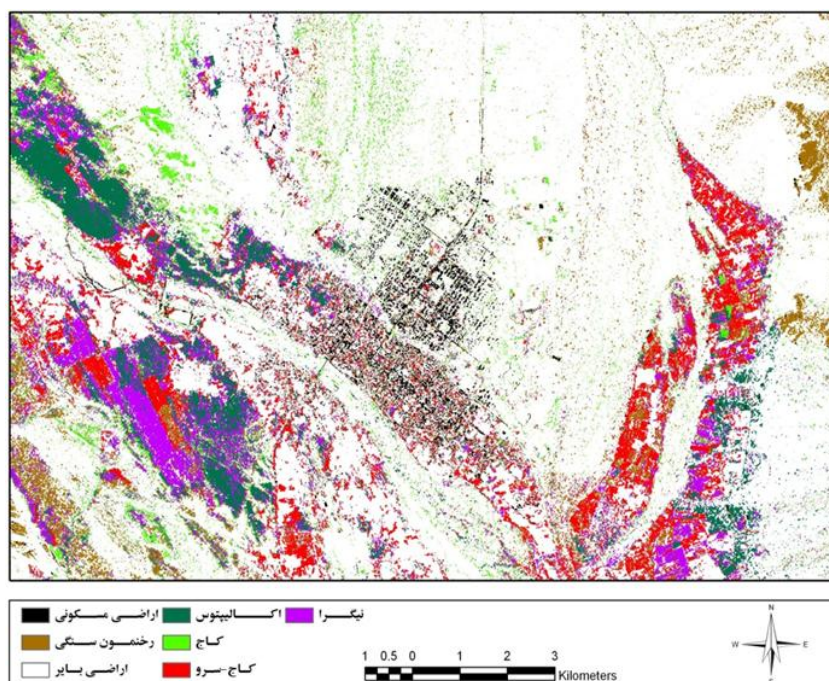 اراضی مسکونی
اکالیپتوس
نیگرا
رخنمون سنگی
کاج
اراضی بایر
کاج-سرو
1 0.5 0 1 2 3
Kilometers
N
W E